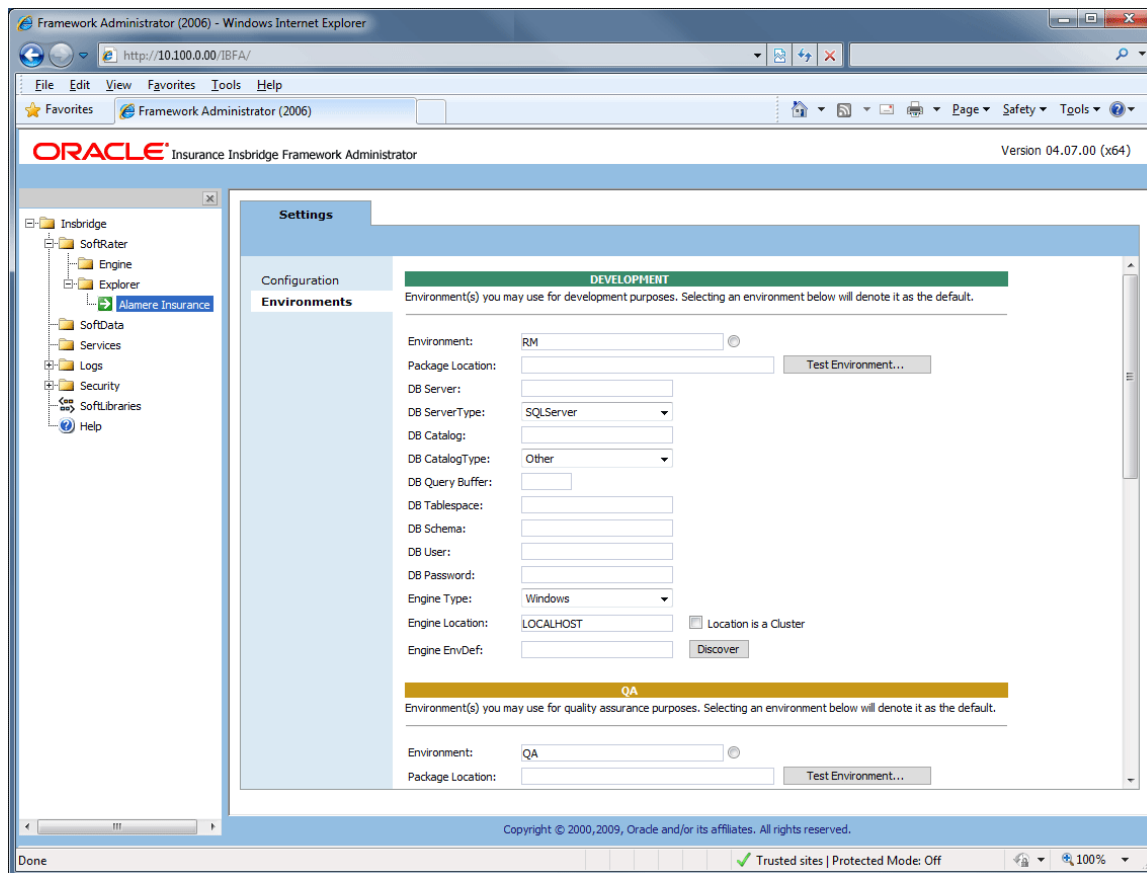 Framework Administrator (2006) - Windows Internet Explorer
http://10.100.0.00/IBFA/
File Edit View Favorites Tools Help
Favorites Framework Administrator (2006) Page Safety Tools
ORACLE Insurance Insbridge Framework Administrator Version 04.07.00 (x64)
Insbridge
SoftRater
Engine
Explorer
Alamere Insurance
SoftData
Services
Logs
Security
SoftLibraries
Help
Settings
Configuration
Environments
DEVELOPMENT
Environment(s) you may use for development purposes. Selecting an environment below will denote it as the default.
Environment: RM
Package Location: Test Environment...
DB Server:
DB ServerType: SQLServer
DB Catalog:
DB CatalogType: Other
DB Query Buffer:
DB Tablespace:
DB Schema:
DB User:
DB Password:
Engine Type: Windows
Engine Location: LOCALHOST Location is a Cluster
Engine EnvDef: Discover
QA
Environment(s) you may use for quality assurance purposes. Selecting an environment below will denote it as the default.
Environment: QA
Package Location: Test Environment...
Copyright © 2000,2009, Oracle and/or its affiliates. All rights reserved.
Done Trusted sites | Protected Mode: Off 100%